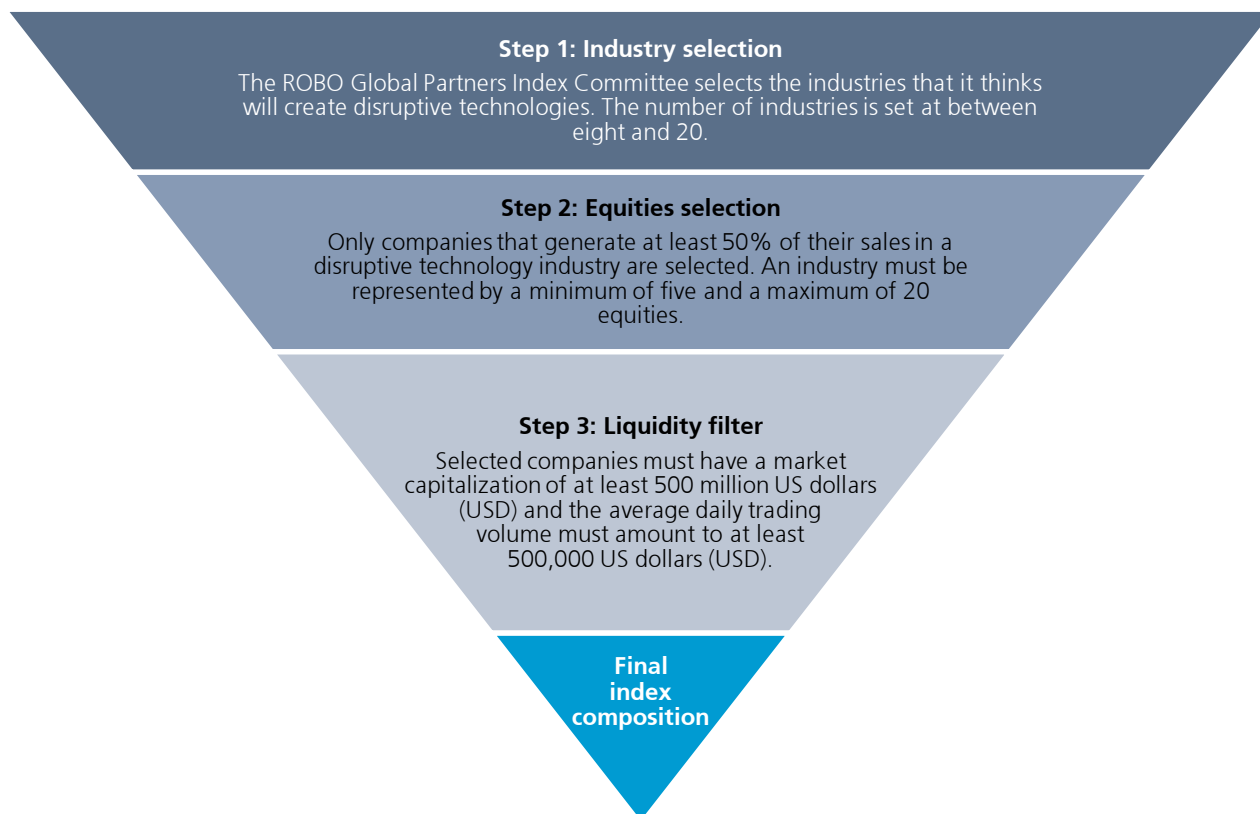 Step 1: Industry selection
The ROBO Global Partners Index Committee selects the industries that it thinks
will create disruptive technologies. The number of industries is set at between
eight and 20.
Step 2: Equities selection
Only companies that generate at least 50% of their sales in a
disruptive technology industry are selected. An industry must be
represented by a minimum of five and a maximum of 20
equities.
Step 3: Liquidity filter
Selected companies must have a market
capitalization of at least 500 million US dollars
(USD) and the average daily trading
volume must amount to at least
500,000 US dollars (USD).
Final
index
composition